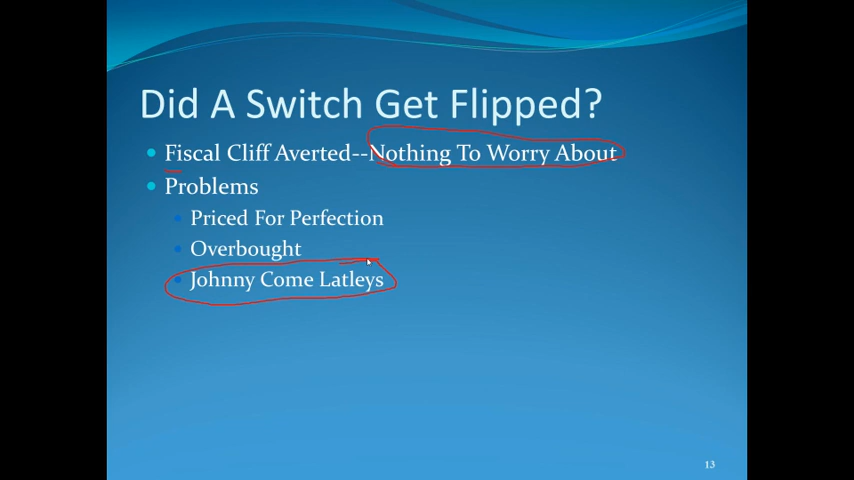 Did A Switch Get Flipped?
Fiscal Cliff Averted--Nothing To Worry About
Problems
Priced For Perfection
Overbought
Johnny Come Latleys
13